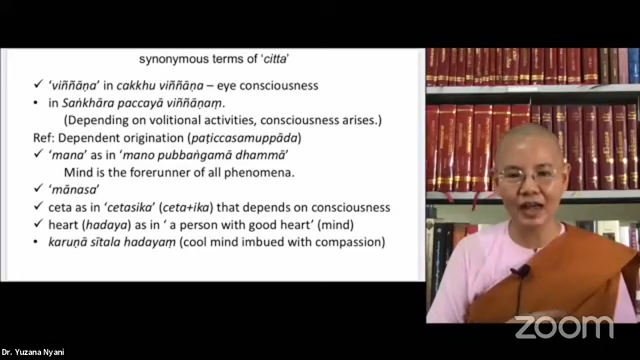 synonymous terms of 'citta'
✓ 'viññāṇa' in cakkhu viññāṇa – eye consciousness
• in Saṅkhāra paccayā viññāṇaṃ.
(Depending on volitional activities, consciousness arises.)
Ref: Dependent origination (paṭiccasamuppāda)
✓ 'mana' as in 'mano pubbaṅgamā dhammā'
Mind is the forerunner of all phenomena.
✓ 'mānasa'
✓ ceta as in 'cetasika' (ceta+ika) that depends on consciousness
✓ heart (hadaya) as in ' a person with good heart' (mind)
• karuṇā sītala hadayaṃ (cool mind imbued with compassion)
zoom
Dr. Yuzana Nyani